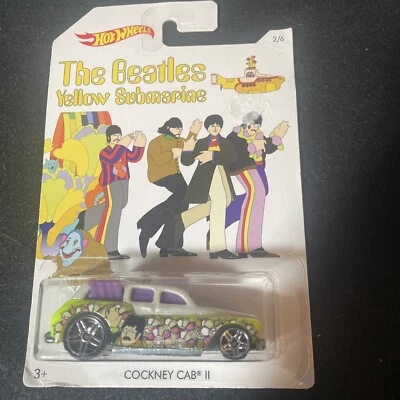 Hot Wheels
2/6
The Beatles
Yellow Submarine
3+
COCKNEY CAB® II